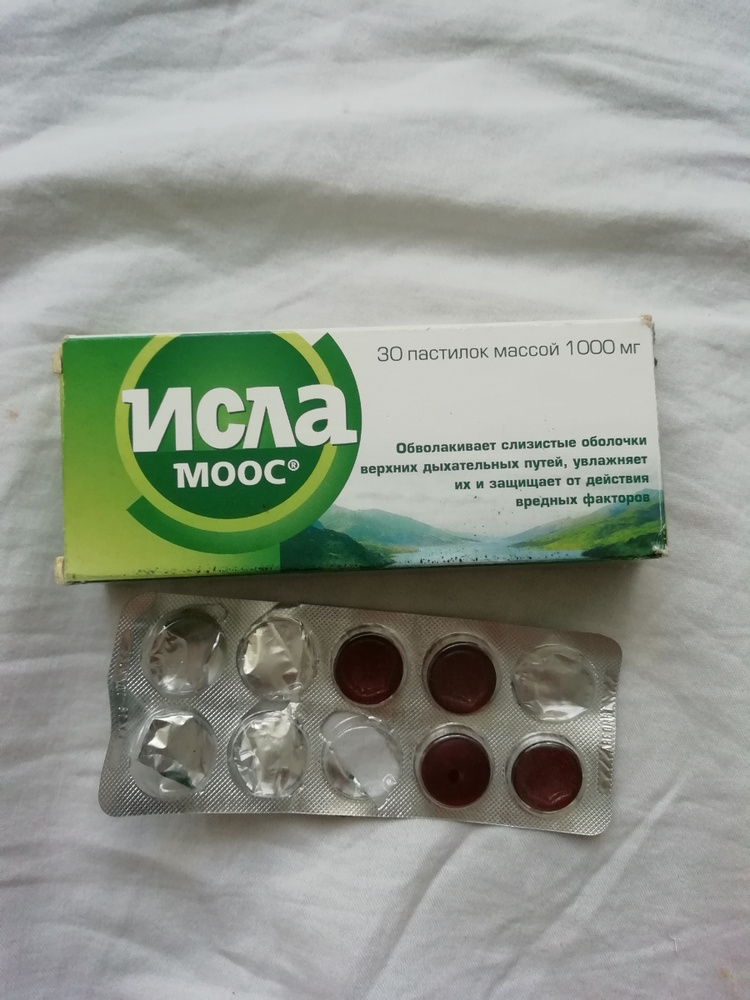 30 пастилок массой 1000 мг
исла
моос®
Обволакивает слизистые оболочки
верхних дыхательных путей, увлажняет
их и защищает от действия
вредных факторов